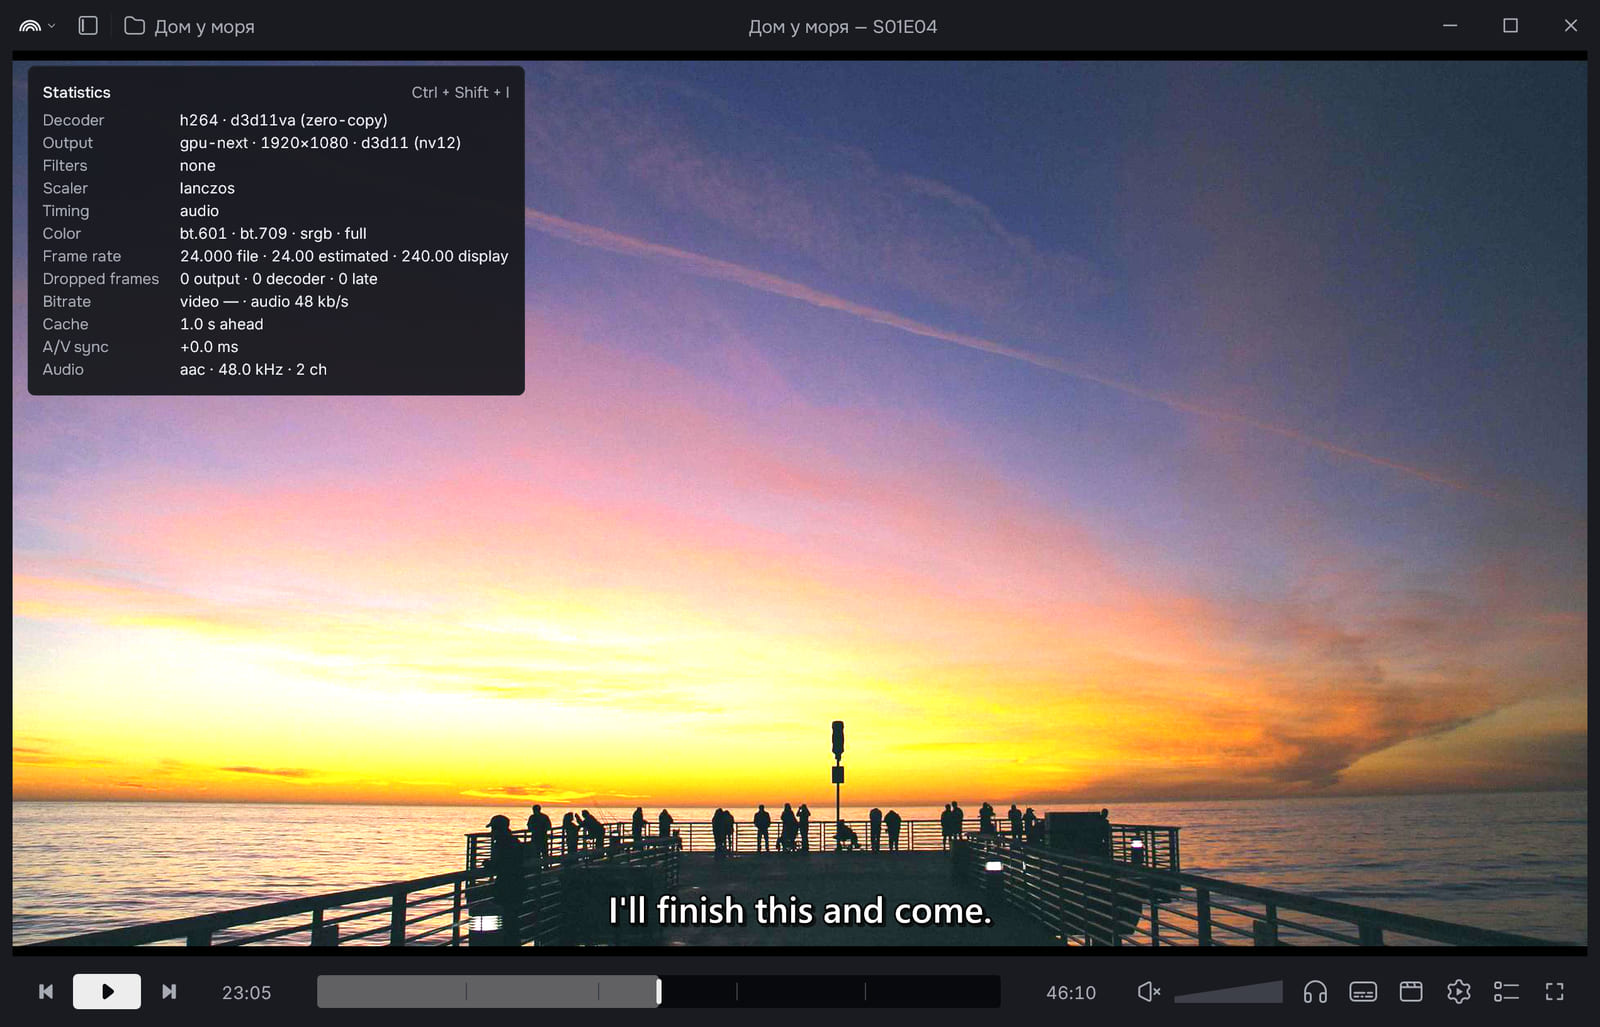 Дом у моря
Дом у моря – S01E04
Statistics Ctrl + Shift + I
Decoder h264 · d3d11va (zero-copy)
Output gpu-next · 1920×1080 · d3d11 (nv12)
Filters none
Scaler lanczos
Timing audio
Color bt.601 · bt.709 · srgb · full
Frame rate 24.000 file · 24.00 estimated · 240.00 display
Dropped frames 0 output · 0 decoder · 0 late
Bitrate video — · audio 48 kb/s
Cache 1.0 s ahead
A/V sync +0.0 ms
Audio aac · 48.0 kHz · 2 ch
I'll finish this and come.
23:05
46:10